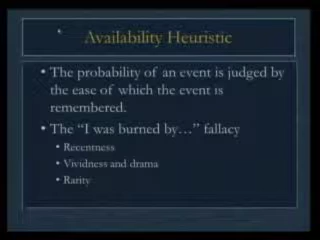 Availability Heuristic
• The probability of an event is judged by
the ease of which the event is
remembered.
• The “I was burned by…” fallacy
• Recentness
• Vividness and drama
• Rarity